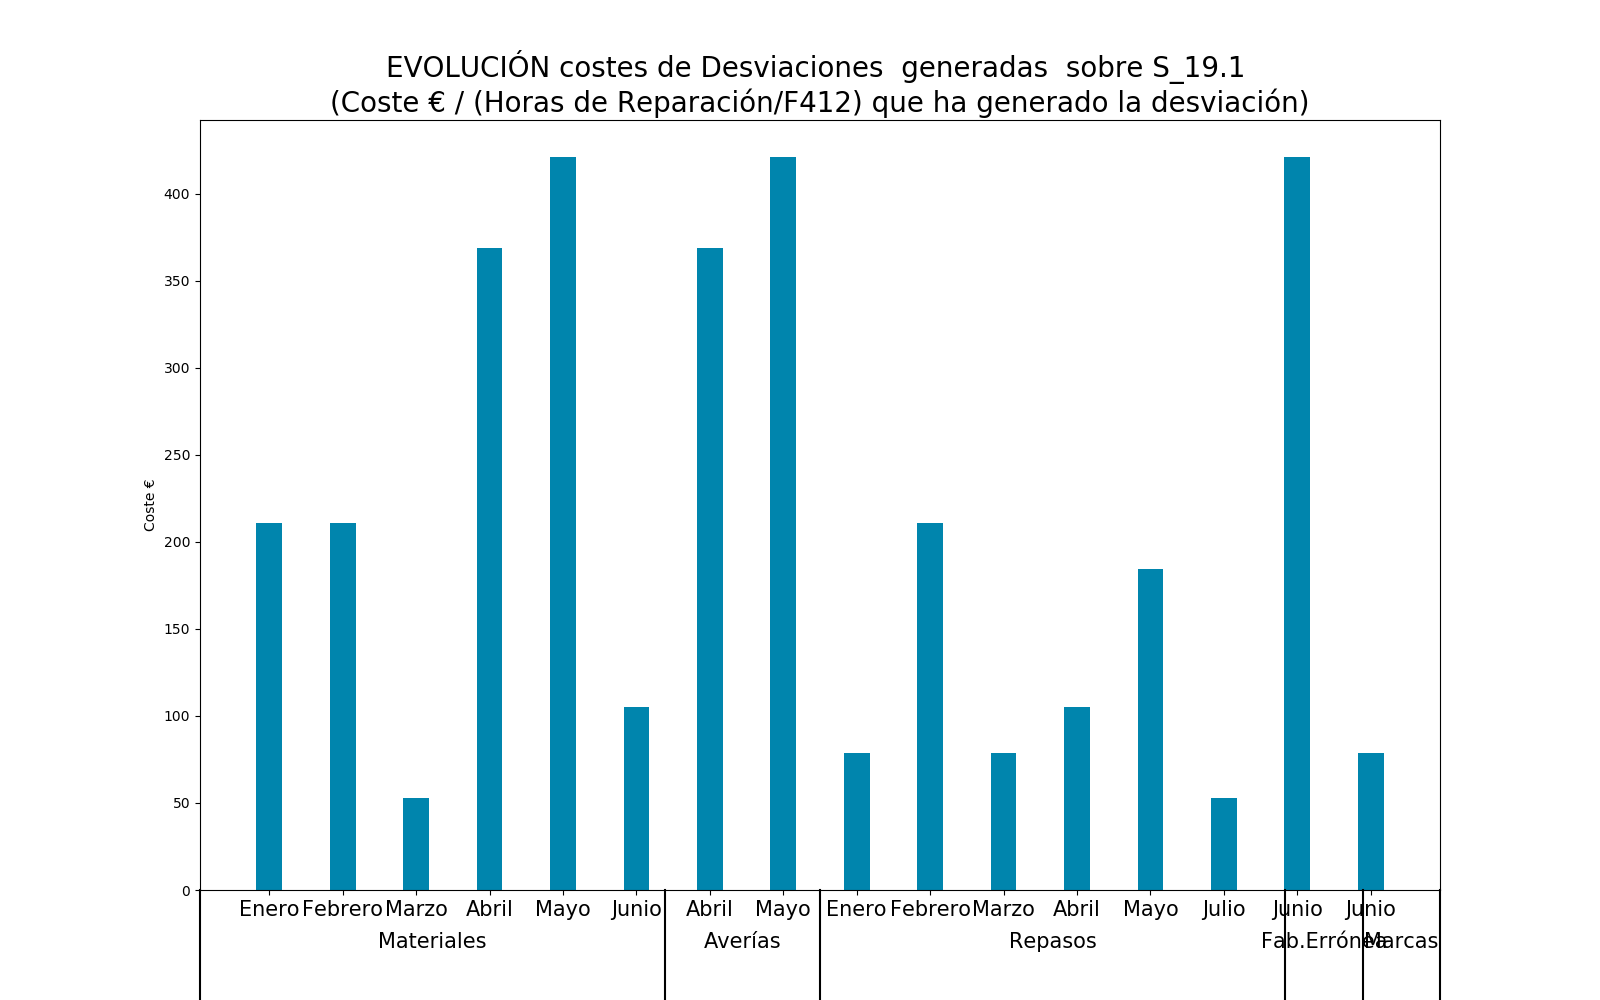 EVOLUCIÓN costes de Desviaciones  generadas  sobre S_19.1
(Coste € / (Horas de Reparación/F412) que ha generado la desviación)
400
350
300
250
200
150
100
50
0
Coste €
Enero Febrero Marzo Abril Mayo Junio Abril Mayo Enero Febrero Marzo Abril Mayo Julio Junio Junio
Materiales Averías Repasos Fab.Errónea Marcas